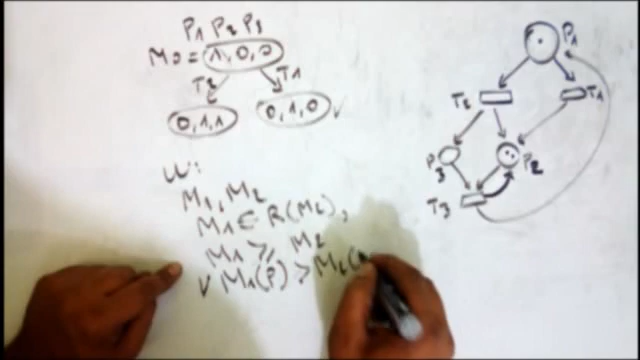 P1 P2 P3
M0 = 1,0,0
T2 T1
0,1,1 0,1,0 ✓
W:
M1, M2
M1 ∈ R(M2),
M1 ≥ M2
√ M1(P) > M2(
P1
T2 T1
P3 P2
T3